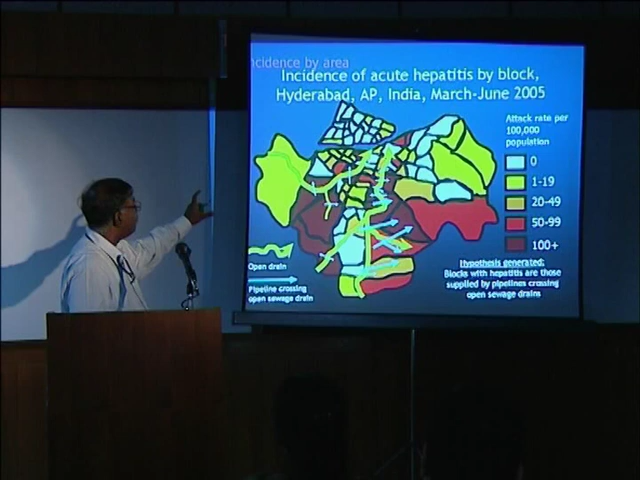 ncidence by area
Incidence of acute hepatitis by block,
Hyderabad, AP, India, March-June 2005
Attack rate per
100,000
population
0
1-19
20-49
50-99
100+
Hypothesis generated:
Blocks with hepatitis are those
supplied by pipelines crossing
open sewage drains
Open drain
Pipeline crossing
open sewage drain